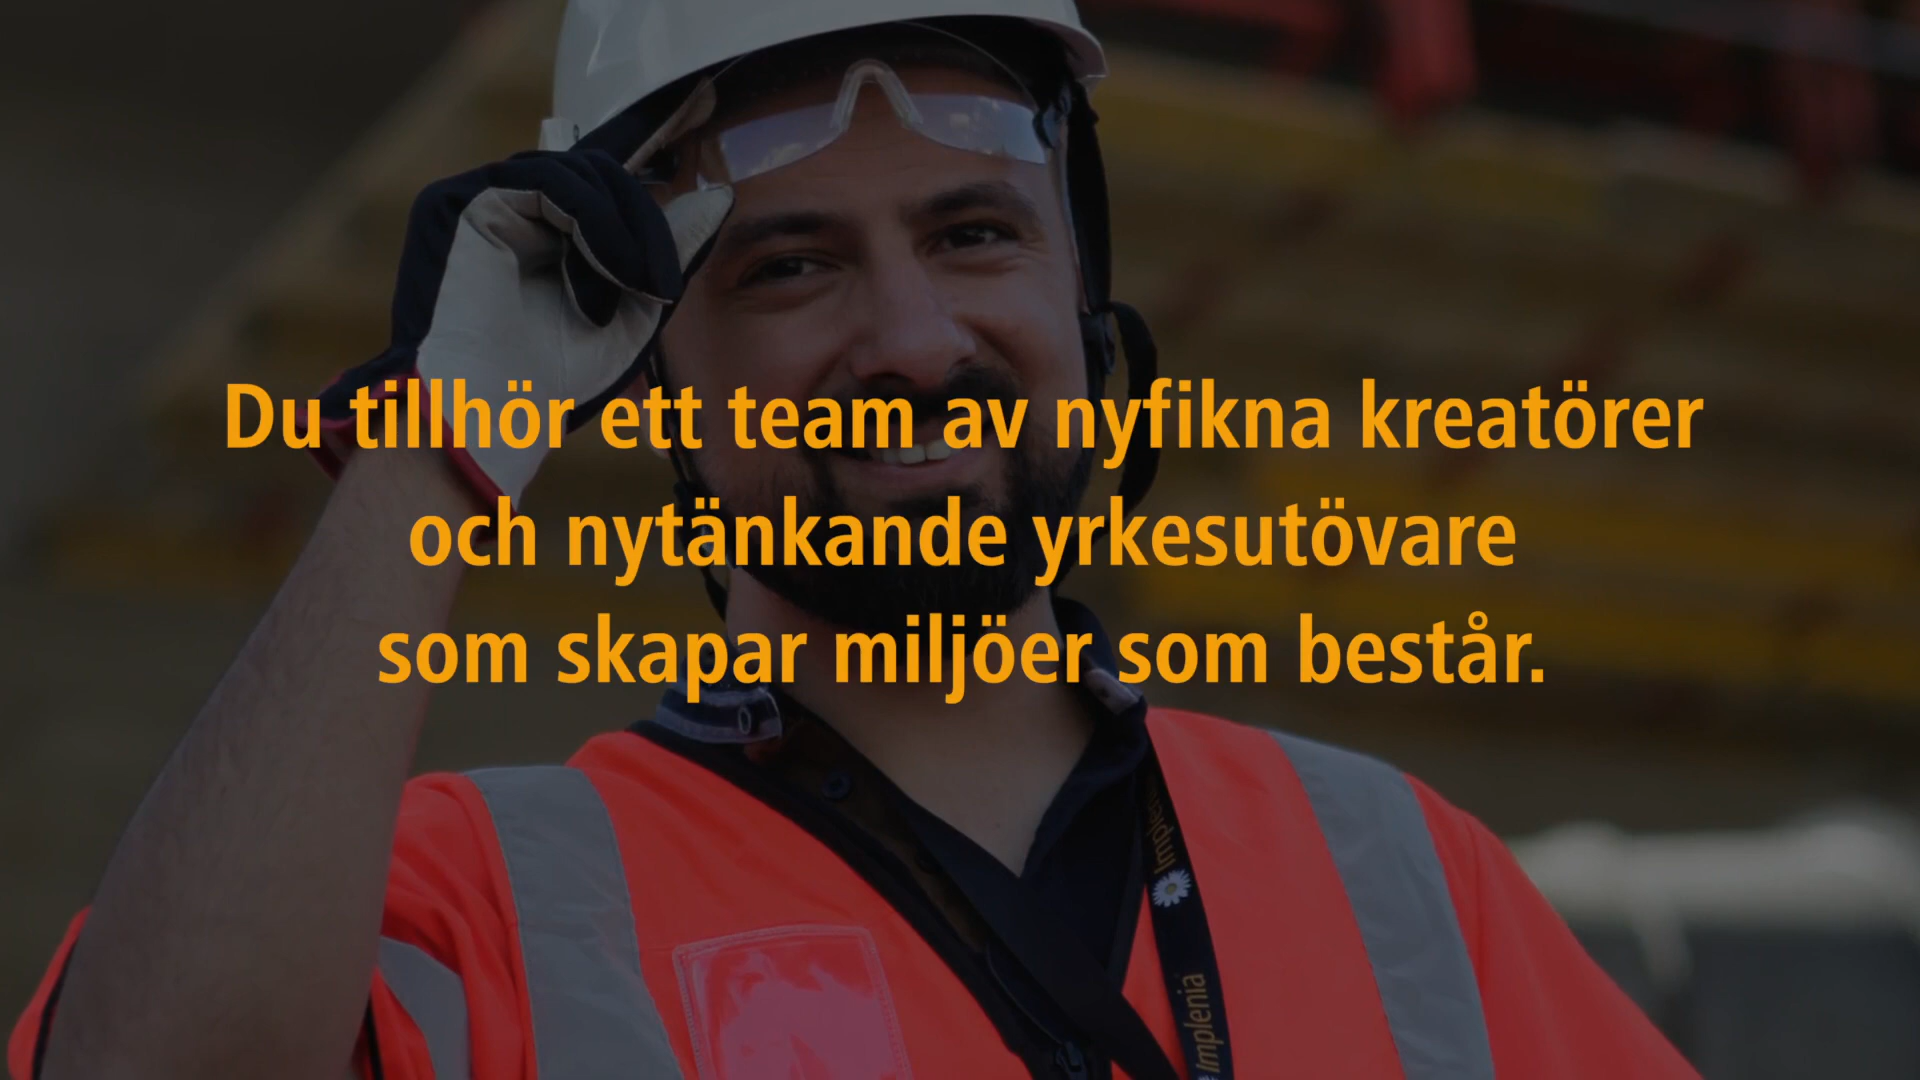 Du tillhör ett team av nyfikna kreatörer
och nytänkande yrkesutövare
som skapar miljöer som består.
Implenia
Implenia